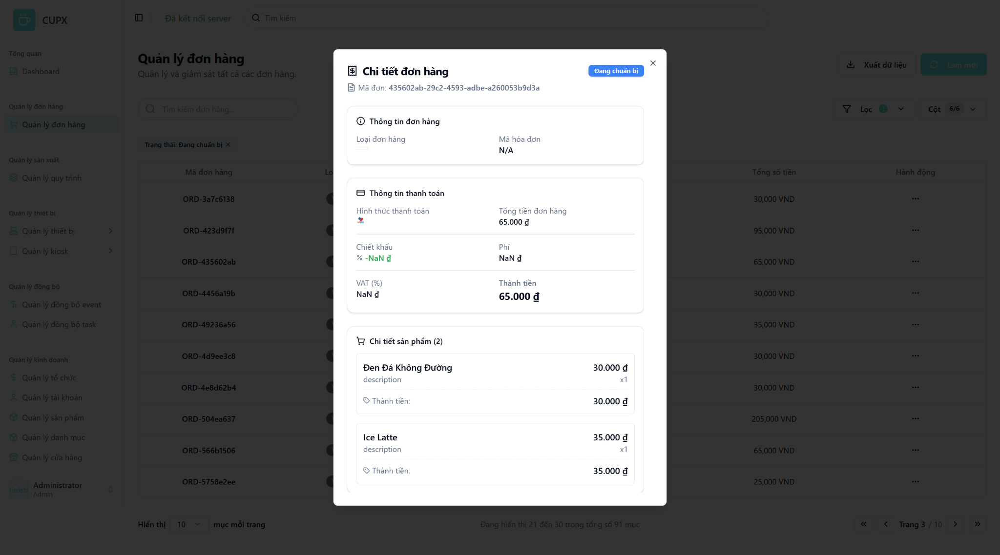 CUPX
Đã kết nối server
Tìm kiếm
Tổng quan
Dashboard
Quản lý đơn hàng
Quản lý đơn hàng
Quản lý sản xuất
Quản lý quy trình
Quản lý thiết bị
Quản lý thiết bị
Quản lý kiosk
Quản lý đồng bộ
Quản lý đồng bộ event
Quản lý đồng bộ task
Quản lý kinh doanh
Quản lý tổ chức
Quản lý tài khoản
Quản lý sản phẩm
Quản lý danh mục
Quản lý cửa hàng
Administrator
Admin
Quản lý đơn hàng
Quản lý và giám sát tất cả các đơn hàng.
Xuất dữ liệu
Làm mới
Tìm kiếm đơn hàng...
Lọc
Cột 6/6
Trạng thái: Đang chuẩn bị
Mã đơn hàng Tổng số tiền Hành động
ORD-3a7c6138 30,000 VND
ORD-423d9f7f 95,000 VND
ORD-435602ab 65,000 VND
ORD-4456a19b 30,000 VND
ORD-49236a56 35,000 VND
ORD-4d9ee3c8 30,000 VND
ORD-4e8d62b4 30,000 VND
ORD-504ea637 205,000 VND
ORD-566b1506 65,000 VND
ORD-5758e2ee 25,000 VND
Hiển thị 10 mục mỗi trang
Đang hiển thị 21 đến 30 trong tổng số 91 mục
Trang 3 / 10
Chi tiết đơn hàng
Đang chuẩn bị
Mã đơn: 435602ab-29c2-4593-adbe-a260053b9d3a
Thông tin đơn hàng
Loại đơn hàng
Mã hóa đơn
N/A
Thông tin thanh toán
Hình thức thanh toán
Tổng tiền đơn hàng
65.000 ₫
Chiết khấu
% -NaN ₫
Phí
NaN ₫
VAT (%)
NaN ₫
Thành tiền
65.000 ₫
Chi tiết sản phẩm (2)
Đen Đá Không Đường 30.000 ₫
description x1
Thành tiền: 30.000 ₫
Ice Latte 35.000 ₫
description x1
Thành tiền: 35.000 ₫